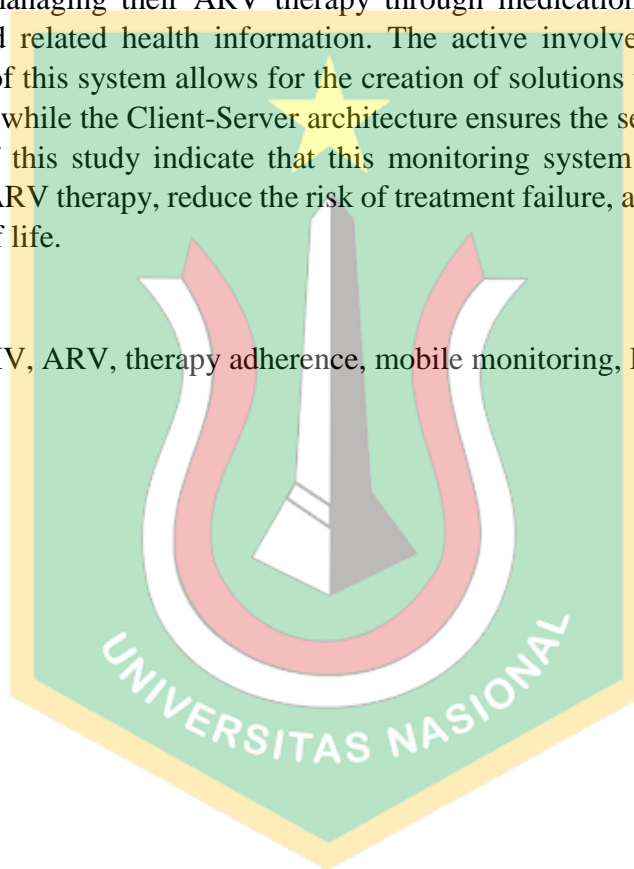 managing their ARV therapy through medication
related health information. The active involve
of this system allows for the creation of solutions
while the Client-Server architecture ensures the se
this study indicate that this monitoring system
ARV therapy, reduce the risk of treatment failure, a
life.
ARV, therapy adherence, mobile monitoring,
UNIVERSITAS NASIONAL